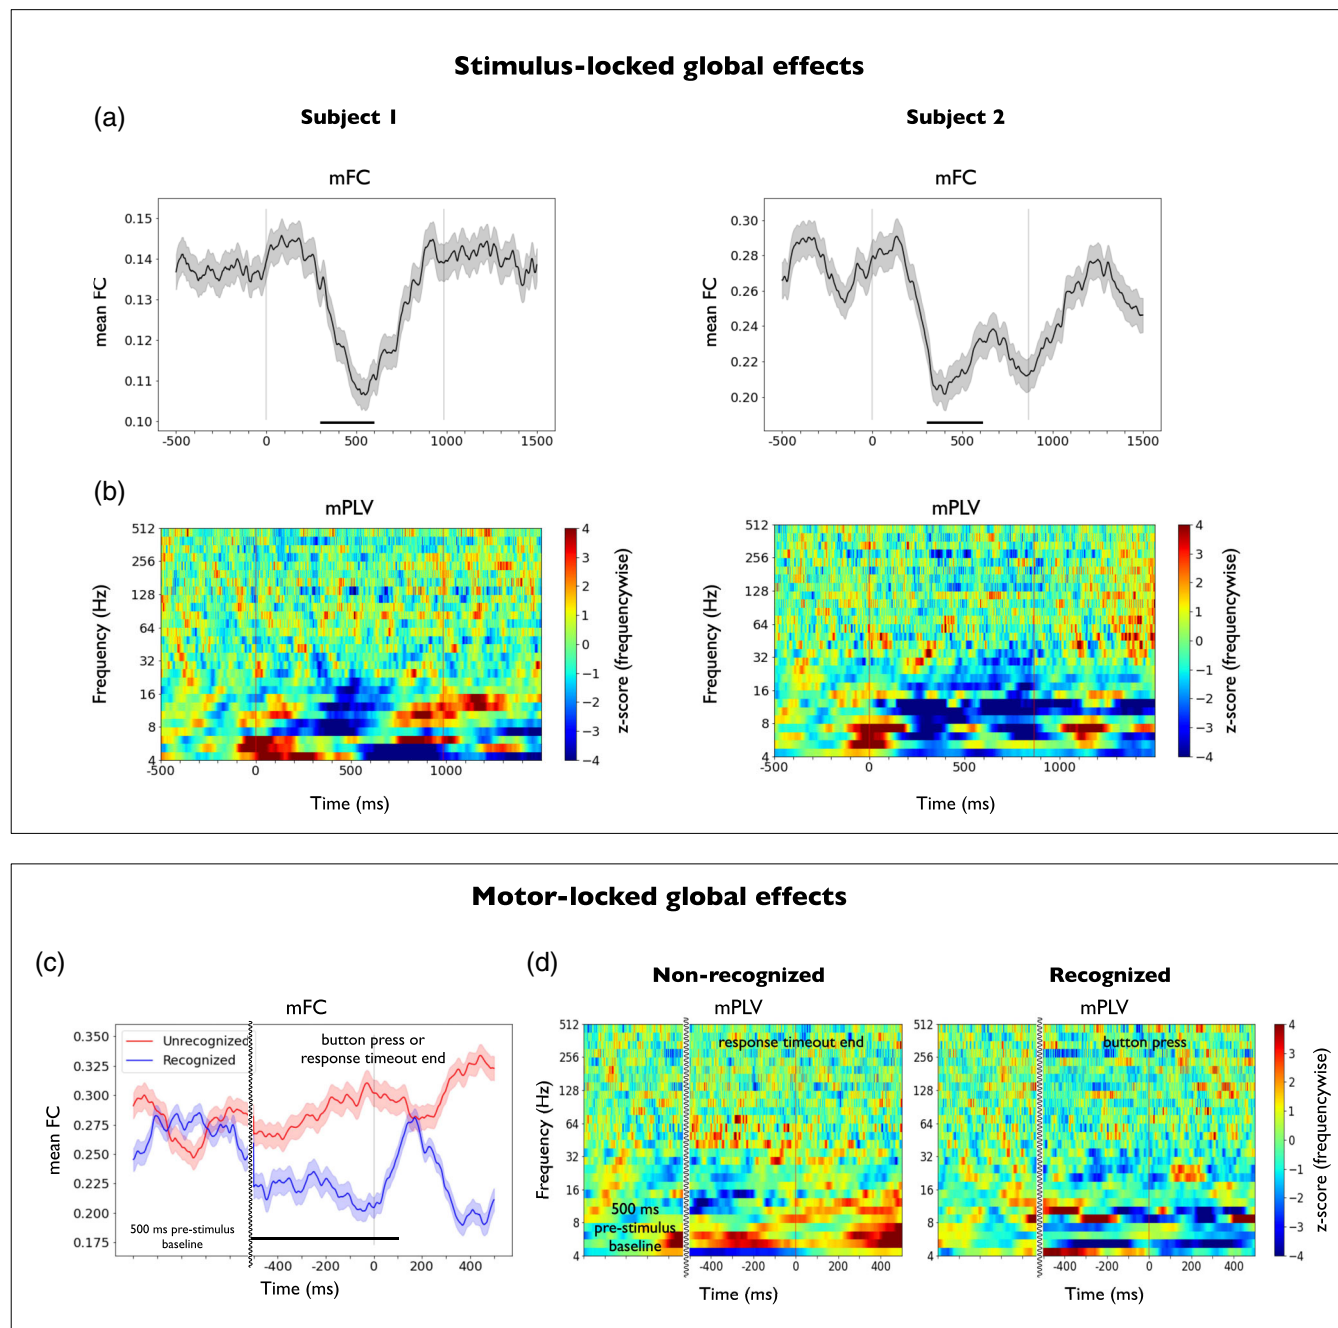 Stimulus-locked global effects
(a)
Subject 1
Subject 2
mFC
mFC
mean FC
0.15
0.14
0.13
0.12
0.11
0.10
-500 0 500 1000 1500
mean FC
0.30
0.28
0.26
0.24
0.22
0.20
-500 0 500 1000 1500
(b)
mPLV
Frequency (Hz)
512
256
128
64
32
16
8
4
-500 0 500 1000
Time (ms)
4
3
2
1
0
−1
−2
−3
−4
z-score (frequencywise)
mPLV
Frequency (Hz)
512
256
128
64
32
16
8
4
-500 0 500 1000
Time (ms)
4
3
2
1
0
−1
−2
−3
−4
z-score (frequencywise)
Motor-locked global effects
(c)
mFC
mean FC
0.350
0.325
0.300
0.275
0.250
0.225
0.200
0.175
Unrecognized
Recognized
button press or
response timeout end
500 ms pre-stimulus
baseline
-400 -200 0 200 400
Time (ms)
(d)
Non-recognized
mPLV
Frequency (Hz)
512
256
128
64
32
16
8
4
response timeout end
500 ms
pre-stimulus
baseline
-400 -200 0 200 400
Time (ms)
Recognized
mPLV
512
256
128
64
32
16
8
4
button press
-400 -200 0 200 400
Time (ms)
4
3
2
1
0
−1
−2
−3
−4
z-score (frequencywise)